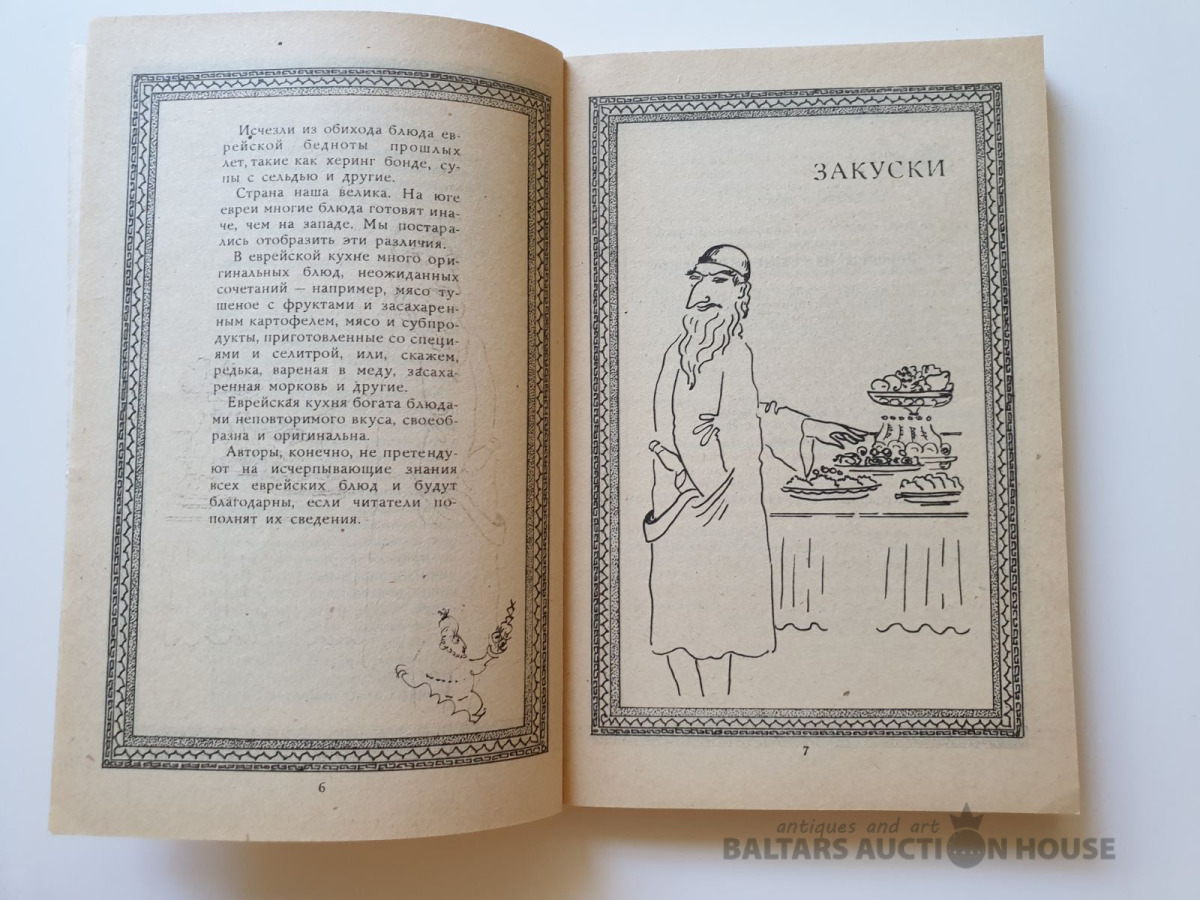 Исчезли из обихода блюда ев-
рейской бедноты прошлых
лет, такие как херинг бонде, су-
пы с сельдью и другие.
Страна наша велика. На юге
евреи многие блюда готовят ина-
че, чем на западе. Мы постара-
лись отобразить эти различия.
В еврейской кухне много ори-
гинальных блюд, неожиданных
сочетаний — например, мясо ту-
шеное с фруктами и засахарен-
ным картофелем, мясо и субпро-
дукты, приготовленные со специ-
ями и селитрой, или, скажем,
редька, вареная в меду, засаха-
ренная морковь и другие.
Еврейская кухня богата блюда-
ми неповторимого вкуса, своеоб-
разна и оригинальна.
Авторы, конечно, не претенду-
ют на исчерпывающие знания
всех еврейских блюд и будут
благодарны, если читатели по-
полнят их сведения.
6
ЗАКУСКИ
7
antiques and art
BALTARS AUCTION HOUSE